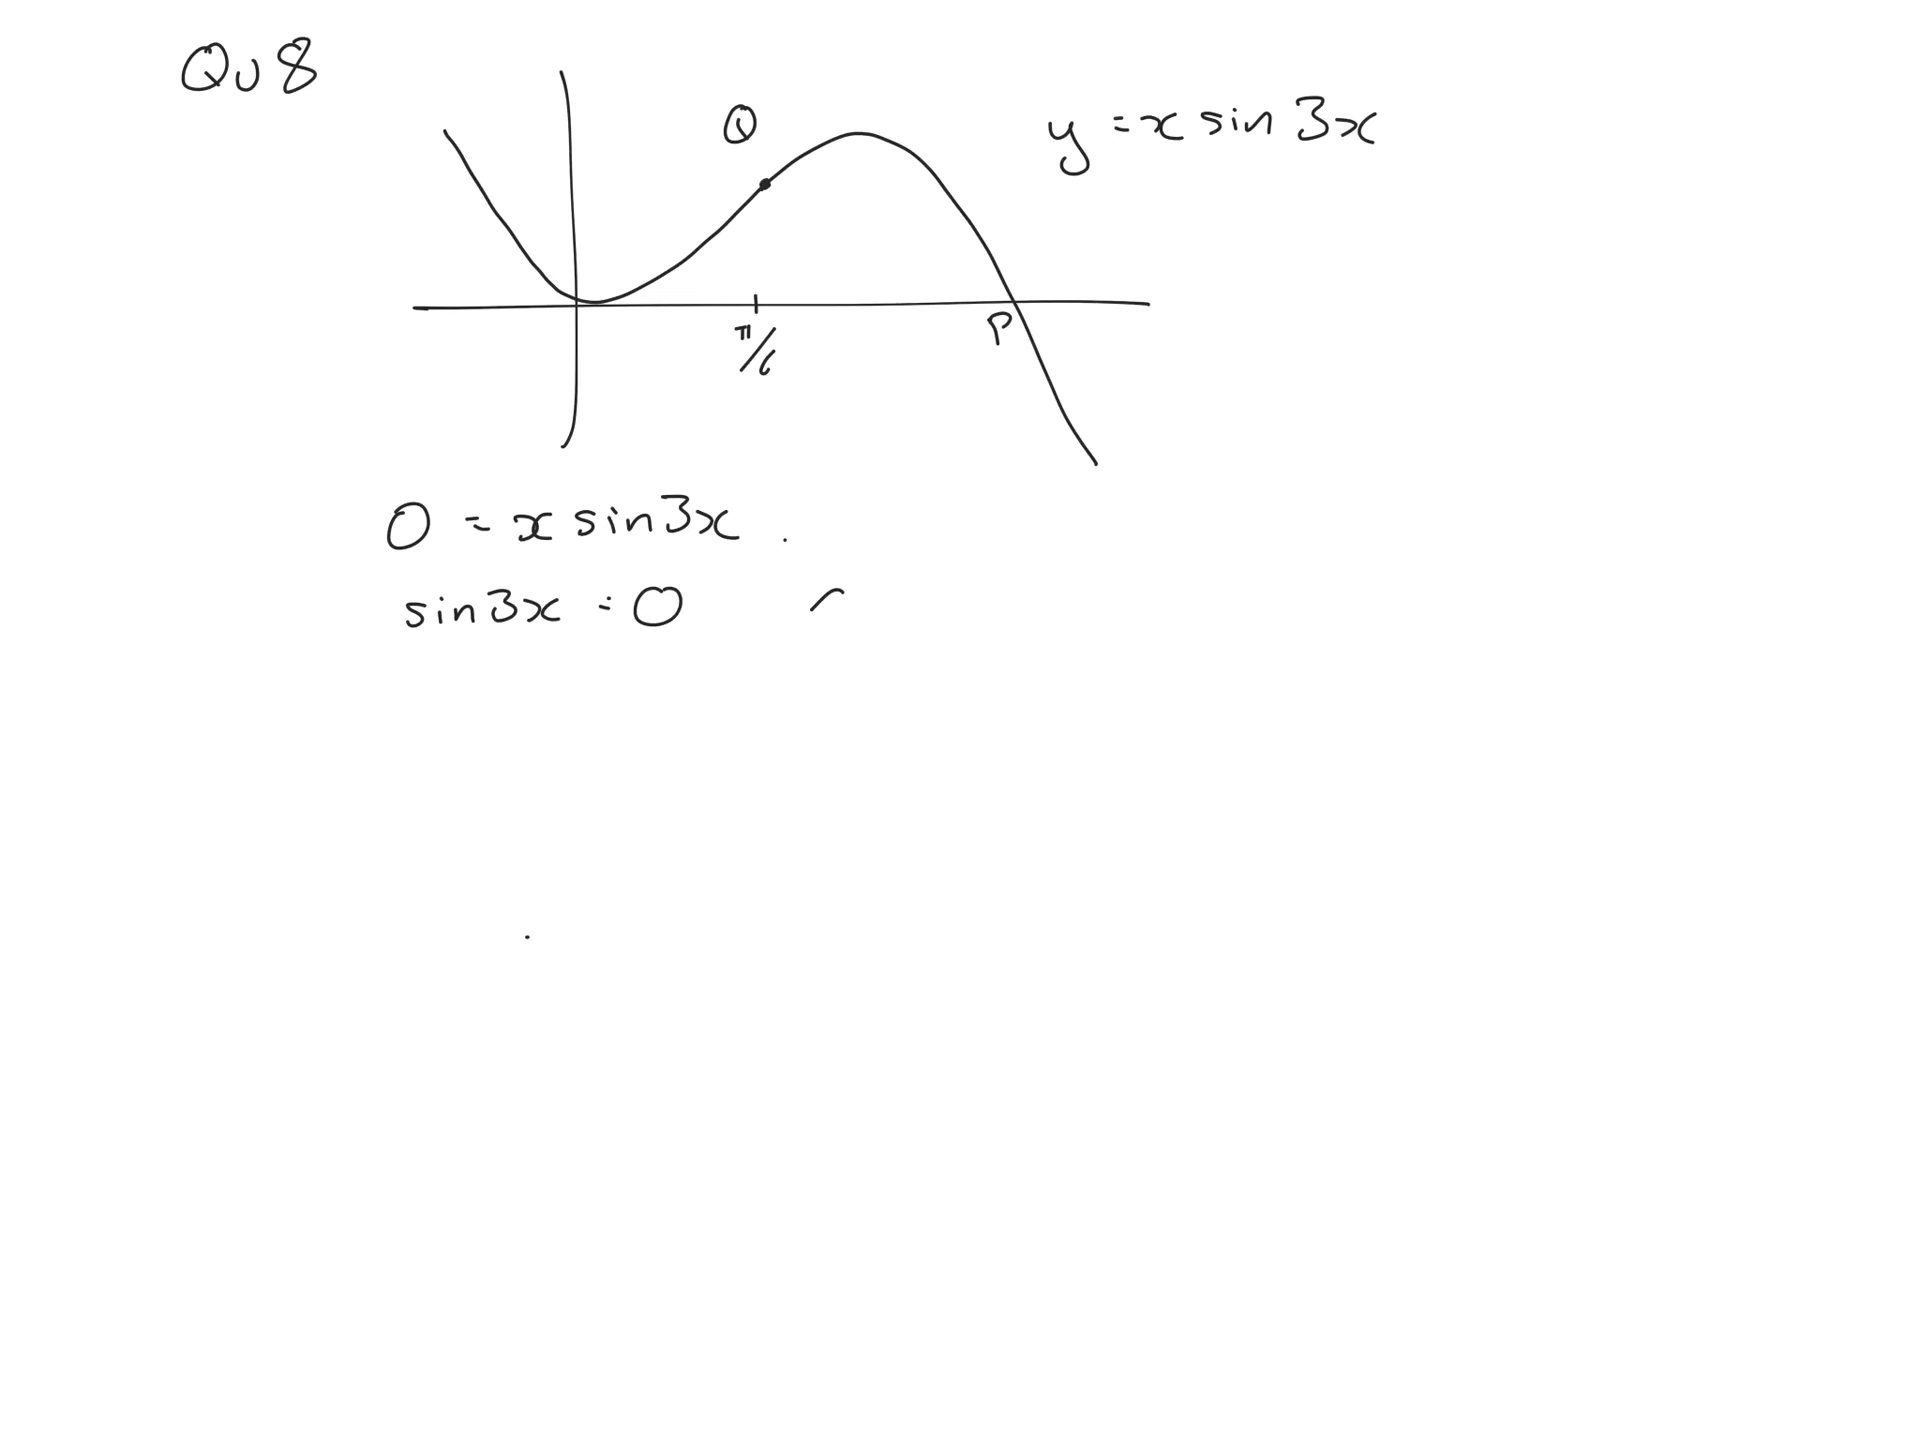 Qu 8
Q
y = x sin 3x
π/6
P
0 = x sin 3x .
sin 3x = 0